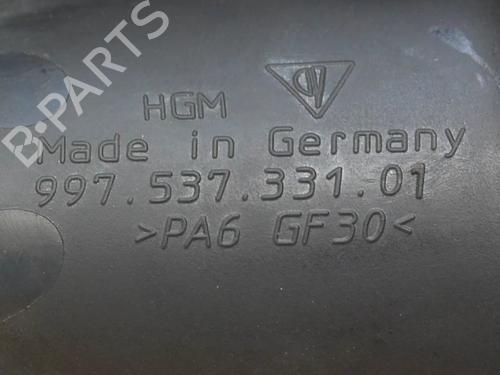 B-PARTS
HGM
Made in Germany
997.537.331.01
>PA6 GF30<